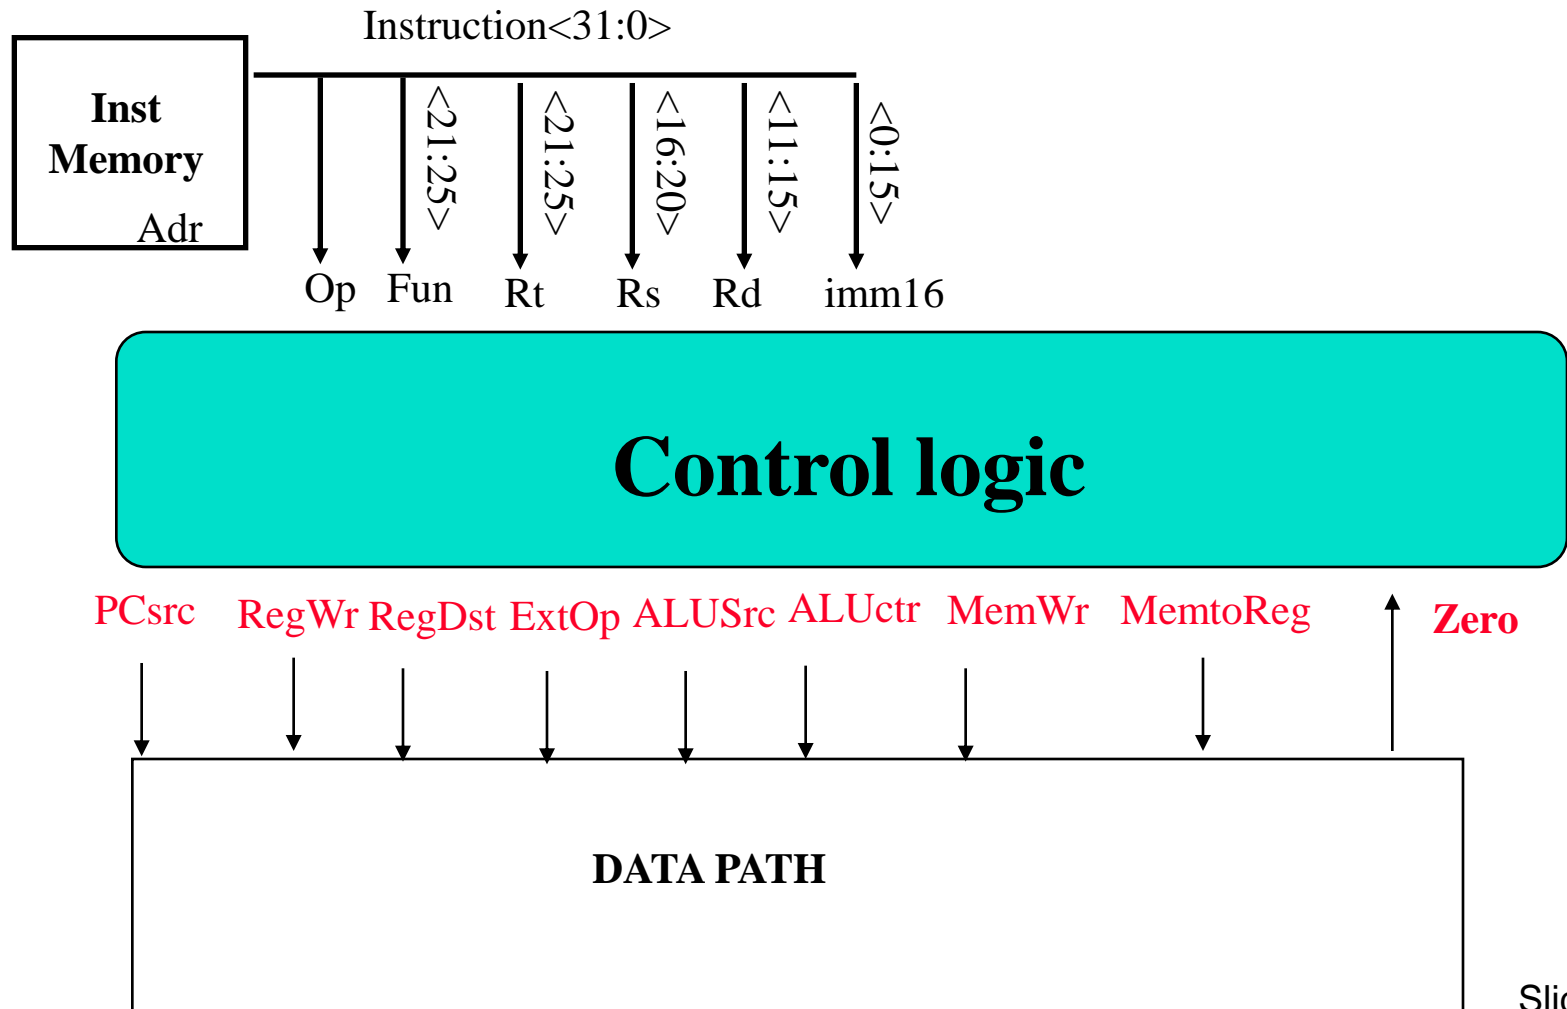 Instruction<31:0>
Inst
Memory
Adr
<21:25>
<21:25>
<16:20>
<11:15>
<0:15>
Op Fun Rt Rs Rd imm16
Control logic
PCsrc RegWr RegDst ExtOp ALUSrc ALUctr MemWr MemtoReg Zero
DATA PATH